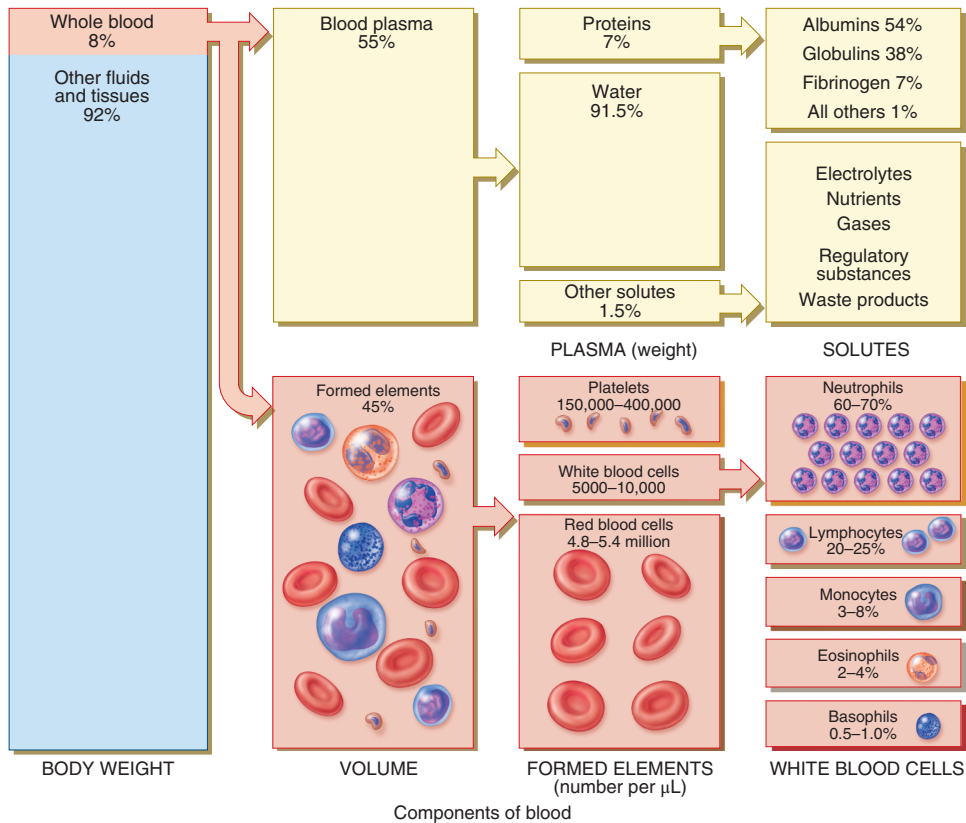 Whole blood
8%
Other fluids
and tissues
92%
BODY WEIGHT
Blood plasma
55%
Formed elements
45%
VOLUME
Proteins
7%
Water
91.5%
Other solutes
1.5%
PLASMA (weight)
Albumins 54%
Globulins 38%
Fibrinogen 7%
All others 1%
Electrolytes
Nutrients
Gases
Regulatory
substances
Waste products
SOLUTES
Platelets
150,000–400,000
White blood cells
5000–10,000
Red blood cells
4.8–5.4 million
FORMED ELEMENTS
(number per μL)
Neutrophils
60–70%
Lymphocytes
20–25%
Monocytes
3–8%
Eosinophils
2–4%
Basophils
0.5–1.0%
WHITE BLOOD CELLS
Components of blood